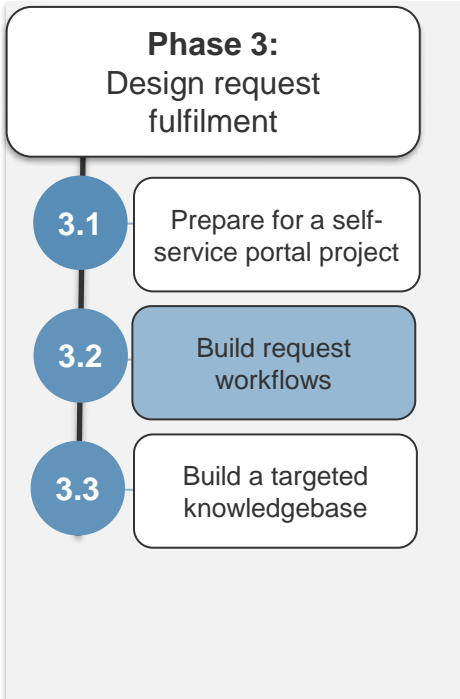 Phase 3:
Design request
fulfilment
3.1
Prepare for a self-
service portal project
3.2
Build request
workflows
3.3
Build a targeted
knowledgebase